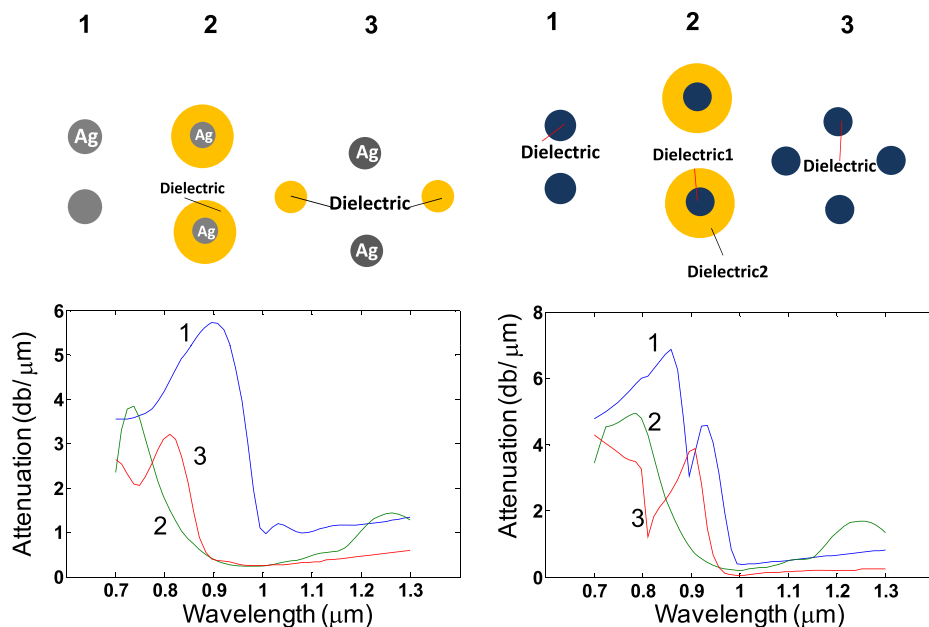 1 2 3
Ag
Ag
Dielectric
Ag
Ag
Dielectric
Ag
1 2 3
Dielectric
Dielectric1
Dielectric2
Dielectric
6
5
4
3
2
1
0
Attenuation (db/μm)
1
2
3
0.7 0.8 0.9 1 1.1 1.2 1.3
Wavelength (μm)
8
6
4
2
0
Attenuation (db/μm)
1
2
3
0.7 0.8 0.9 1 1.1 1.2 1.3
Wavelength (μm)